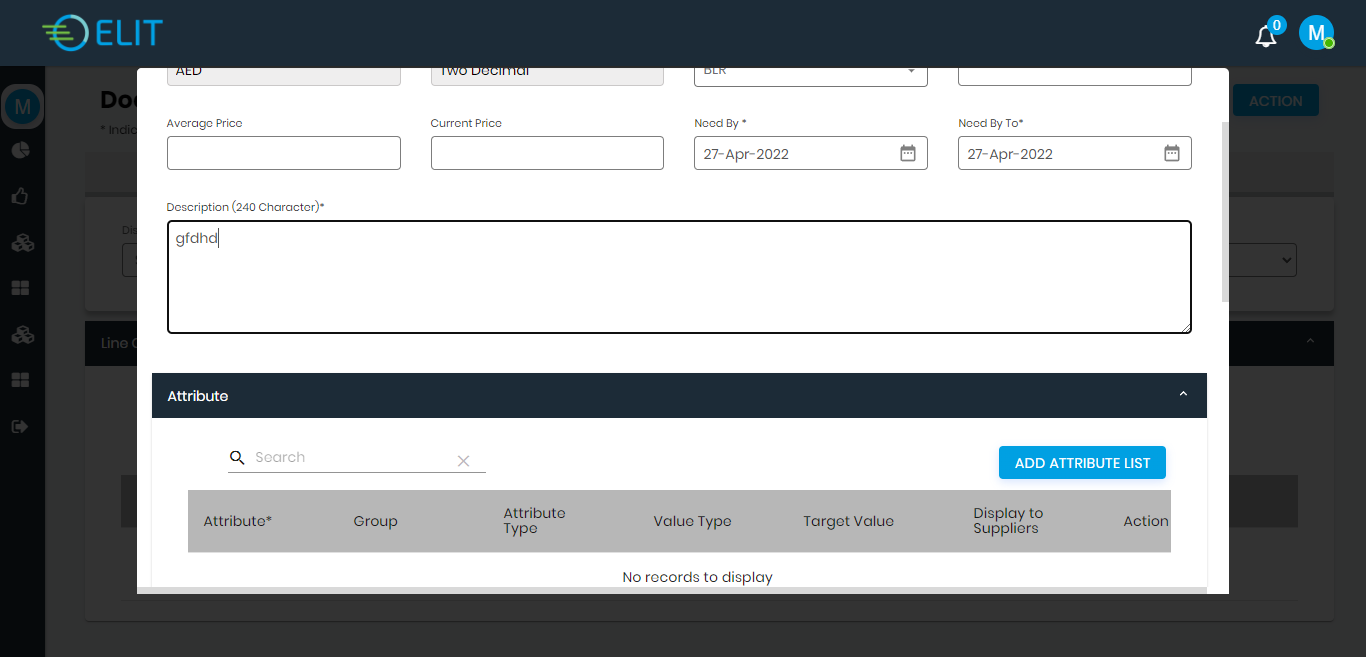 ELIT
0
M
M
Doc
ACTION
* Indic
AED
Two Decimal
BLR
Average Price
Current Price
Need By *
Need By To*
27-Apr-2022
27-Apr-2022
Description (240 Character)*
gfdhd
Dis
Line
Attribute
Search
ADD ATTRIBUTE LIST
Attribute*
Group
Attribute
Type
Value Type
Target Value
Display to
Suppliers
Action
No records to display